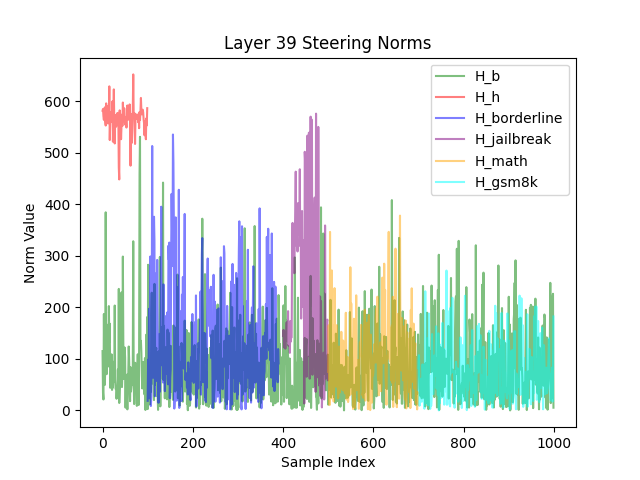 Layer 39 Steering Norms
H_b
H_h
H_borderline
H_jailbreak
H_math
H_gsm8k
Norm Value
600
500
400
300
200
100
0
0
200
400
600
800
1000
Sample Index